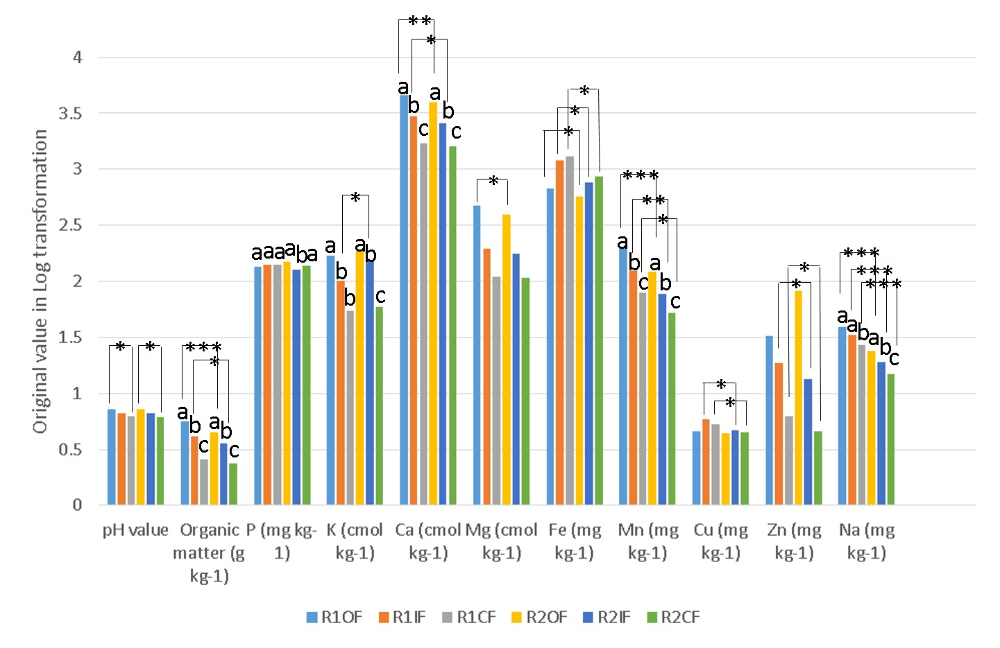 Original value in Log transformation
4
3.5
3
2.5
2
1.5
1
0.5
0
* *
*** *
a b c a b c
a a a a b a
*
a b b a b c
** *
a b c a b c
*
* * *
*** ** *
a b c a b c
* *
* *
*** *** ***
a a b a b c
pH value
Organic
matter (g
kg-1)
P (mg kg-
1)
K (cmol
kg-1)
Ca (cmol
kg-1)
Mg (cmol
kg-1)
Fe (mg
kg-1)
Mn (mg
kg-1)
Cu (mg
kg-1)
Zn (mg
kg-1)
Na (mg
kg-1)
R1OF R1IF R1CF R2OF R2IF R2CF